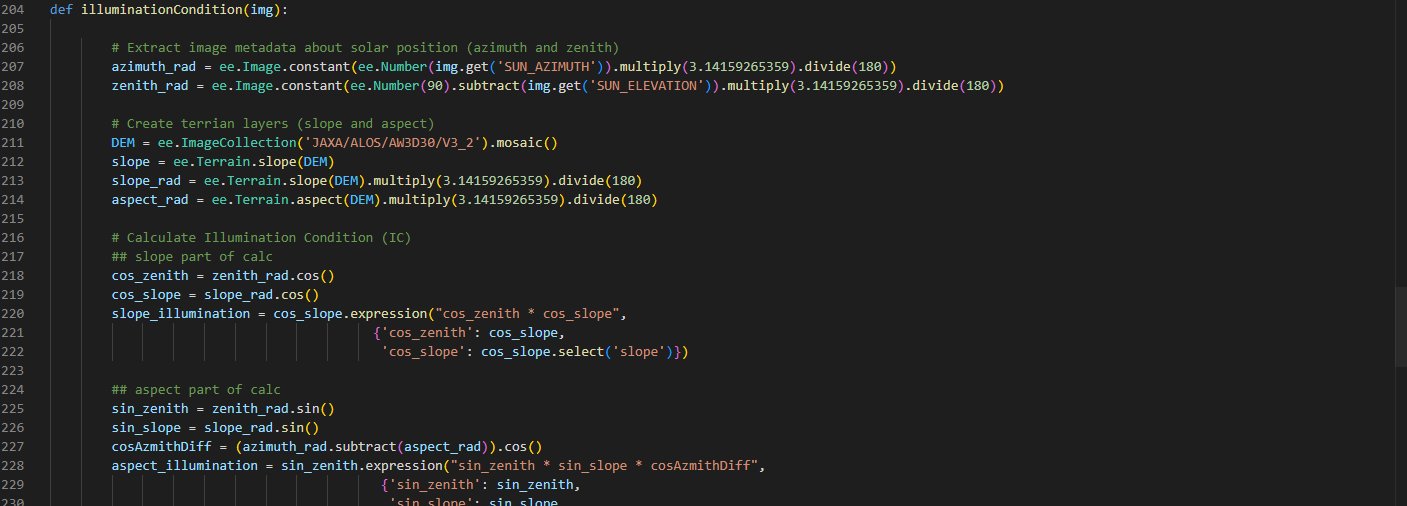 204 def illuminationCondition(img):
205
206 # Extract image metadata about solar position (azimuth and zenith)
207 azimuth_rad = ee.Image.constant(ee.Number(img.get('SUN_AZIMUTH')).multiply(3.14159265359).divide(180))
208 zenith_rad = ee.Image.constant(ee.Number(90).subtract(img.get('SUN_ELEVATION')).multiply(3.14159265359).divide(180))
209
210 # Create terrian layers (slope and aspect)
211 DEM = ee.ImageCollection('JAXA/ALOS/AW3D30/V3_2').mosaic()
212 slope = ee.Terrain.slope(DEM)
213 slope_rad = ee.Terrain.slope(DEM).multiply(3.14159265359).divide(180)
214 aspect_rad = ee.Terrain.aspect(DEM).multiply(3.14159265359).divide(180)
215
216 # Calculate Illumination Condition (IC)
217 ## slope part of calc
218 cos_zenith = zenith_rad.cos()
219 cos_slope = slope_rad.cos()
220 slope_illumination = cos_slope.expression("cos_zenith * cos_slope",
221 {'cos_zenith': cos_slope,
222 'cos_slope': cos_slope.select('slope')})
223
224 ## aspect part of calc
225 sin_zenith = zenith_rad.sin()
226 sin_slope = slope_rad.sin()
227 cosAzmithDiff = (azimuth_rad.subtract(aspect_rad)).cos()
228 aspect_illumination = sin_zenith.expression("sin_zenith * sin_slope * cosAzmithDiff",
229 {'sin_zenith': sin_zenith,
230 'sin_slope': sin_slope